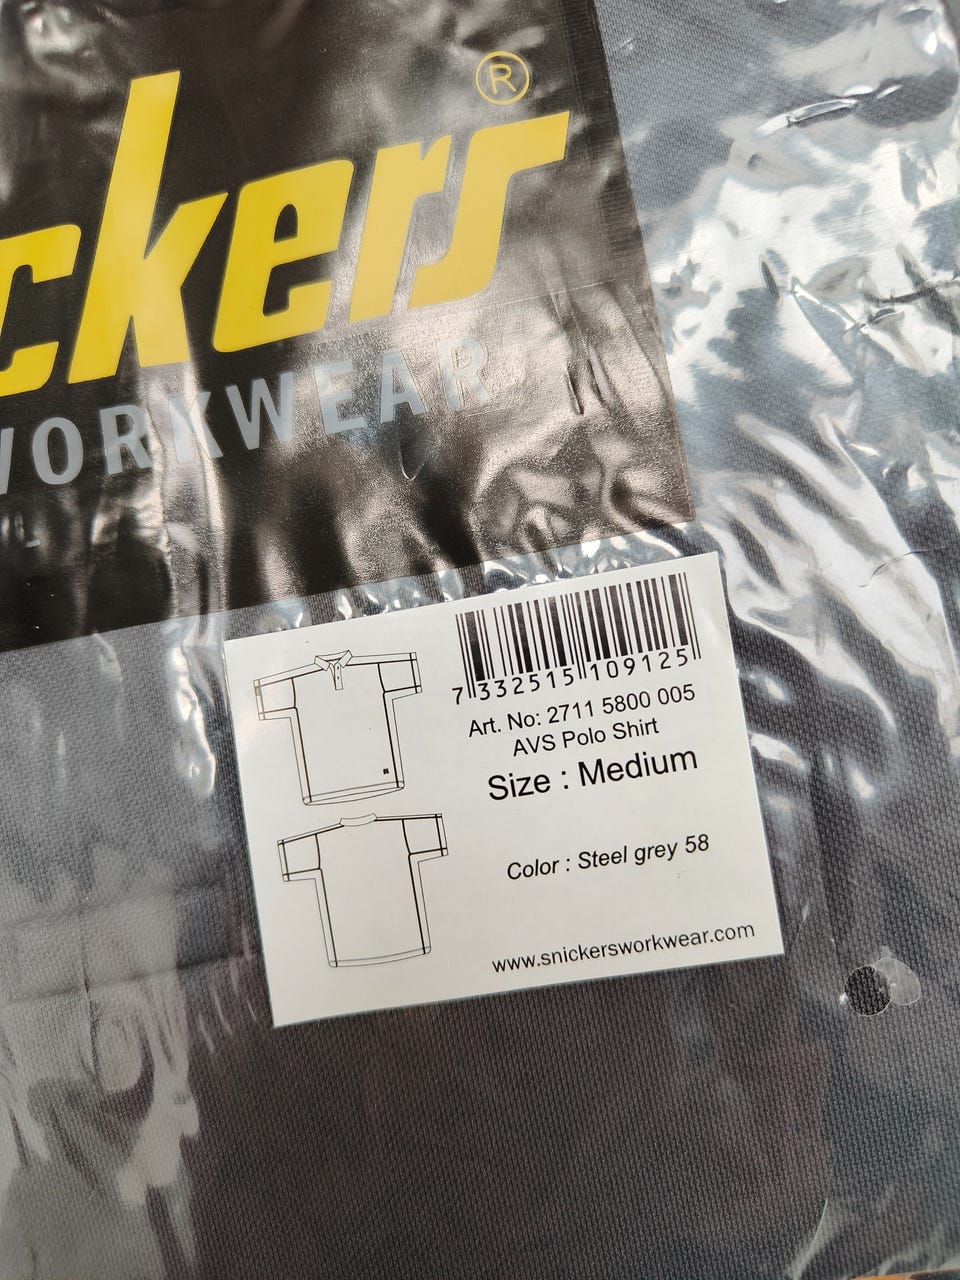 ckers®
WORKWEAR
7 332515 109125
Art. No: 2711 5800 005
AVS Polo Shirt
Size : Medium
Color : Steel grey 58
www.snickersworkwear.com